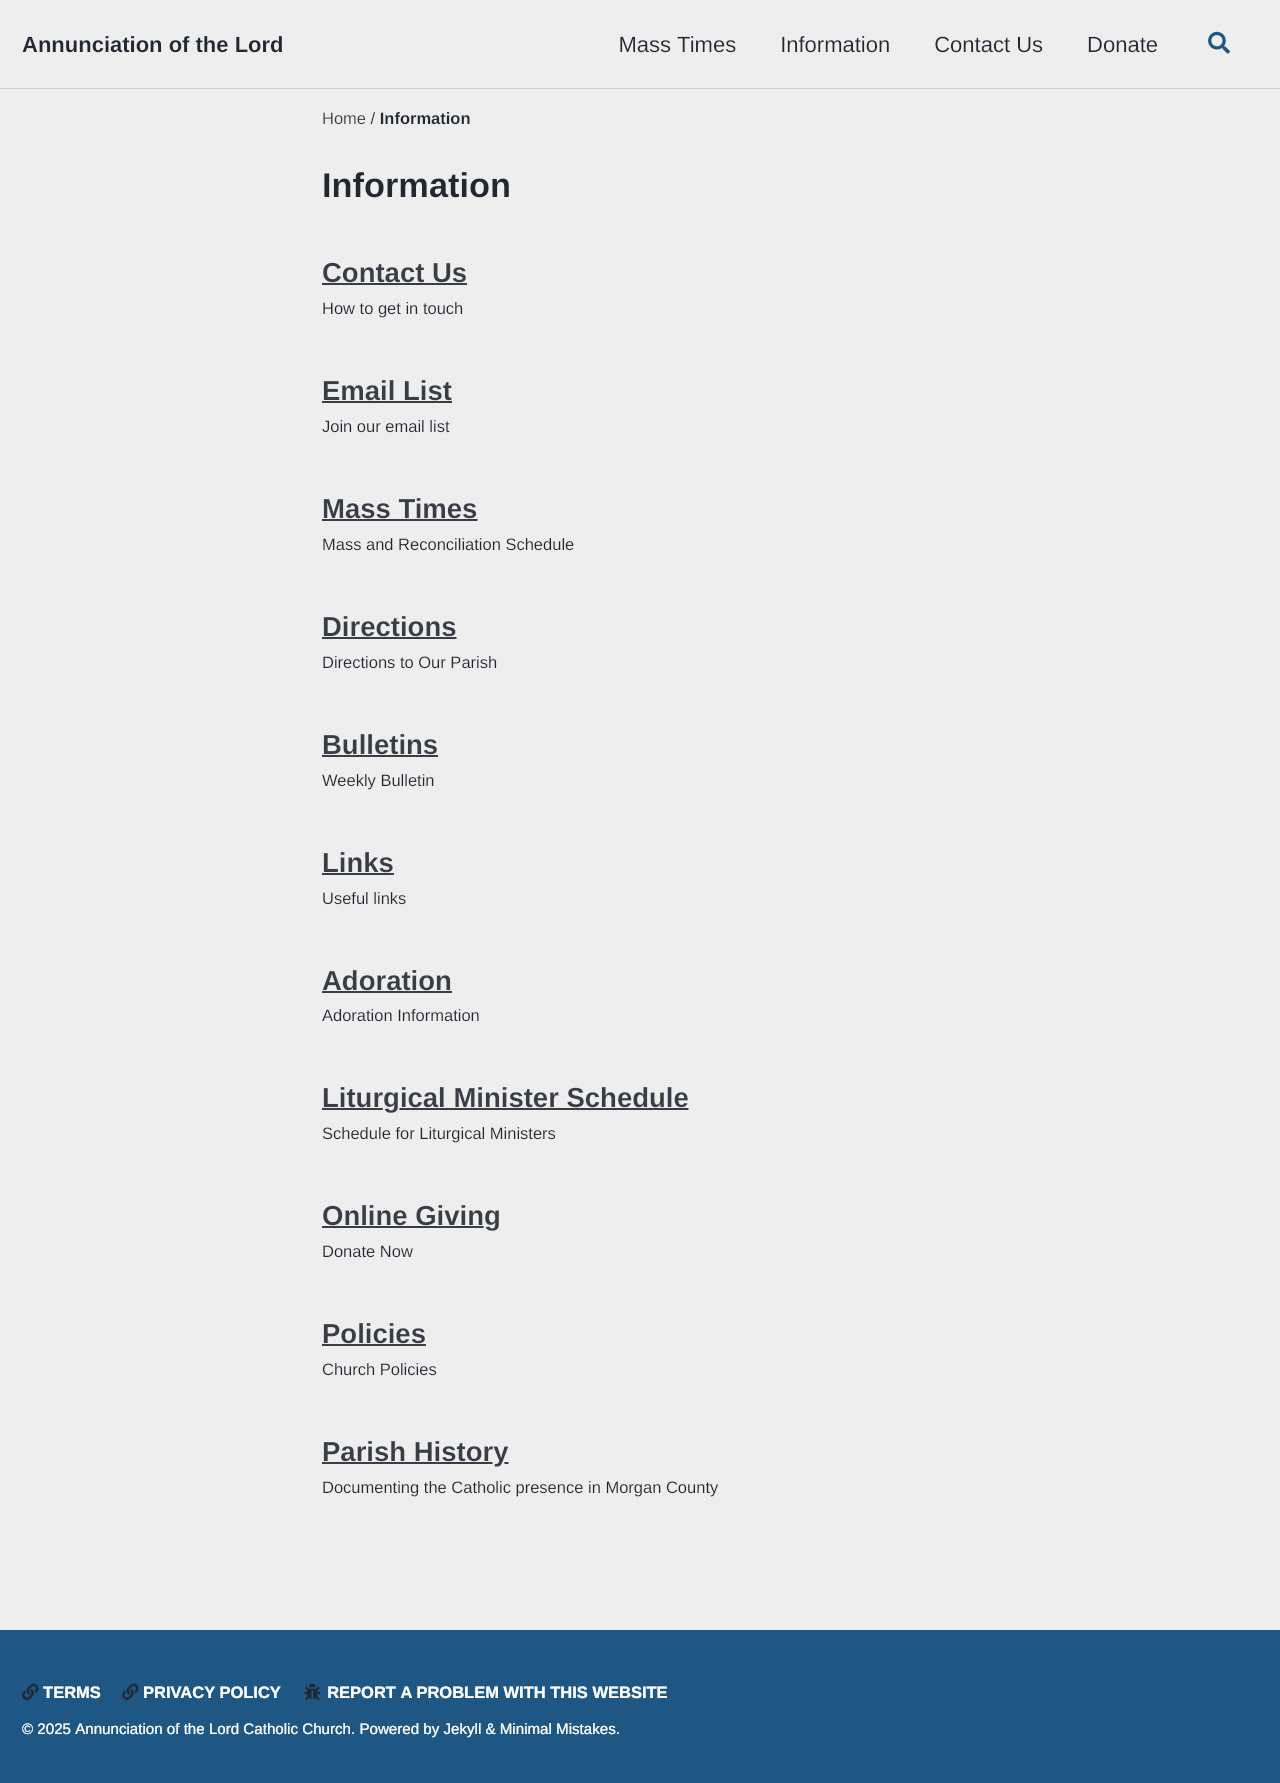 Annunciation of the Lord
Mass Times
Information
Contact Us
Donate
Home / Information
Information
Contact Us
How to get in touch
Email List
Join our email list
Mass Times
Mass and Reconciliation Schedule
Directions
Directions to Our Parish
Bulletins
Weekly Bulletin
Links
Useful links
Adoration
Adoration Information
Liturgical Minister Schedule
Schedule for Liturgical Ministers
Online Giving
Donate Now
Policies
Church Policies
Parish History
Documenting the Catholic presence in Morgan County
TERMS PRIVACY POLICY REPORT A PROBLEM WITH THIS WEBSITE
© 2025 Annunciation of the Lord Catholic Church. Powered by Jekyll & Minimal Mistakes.